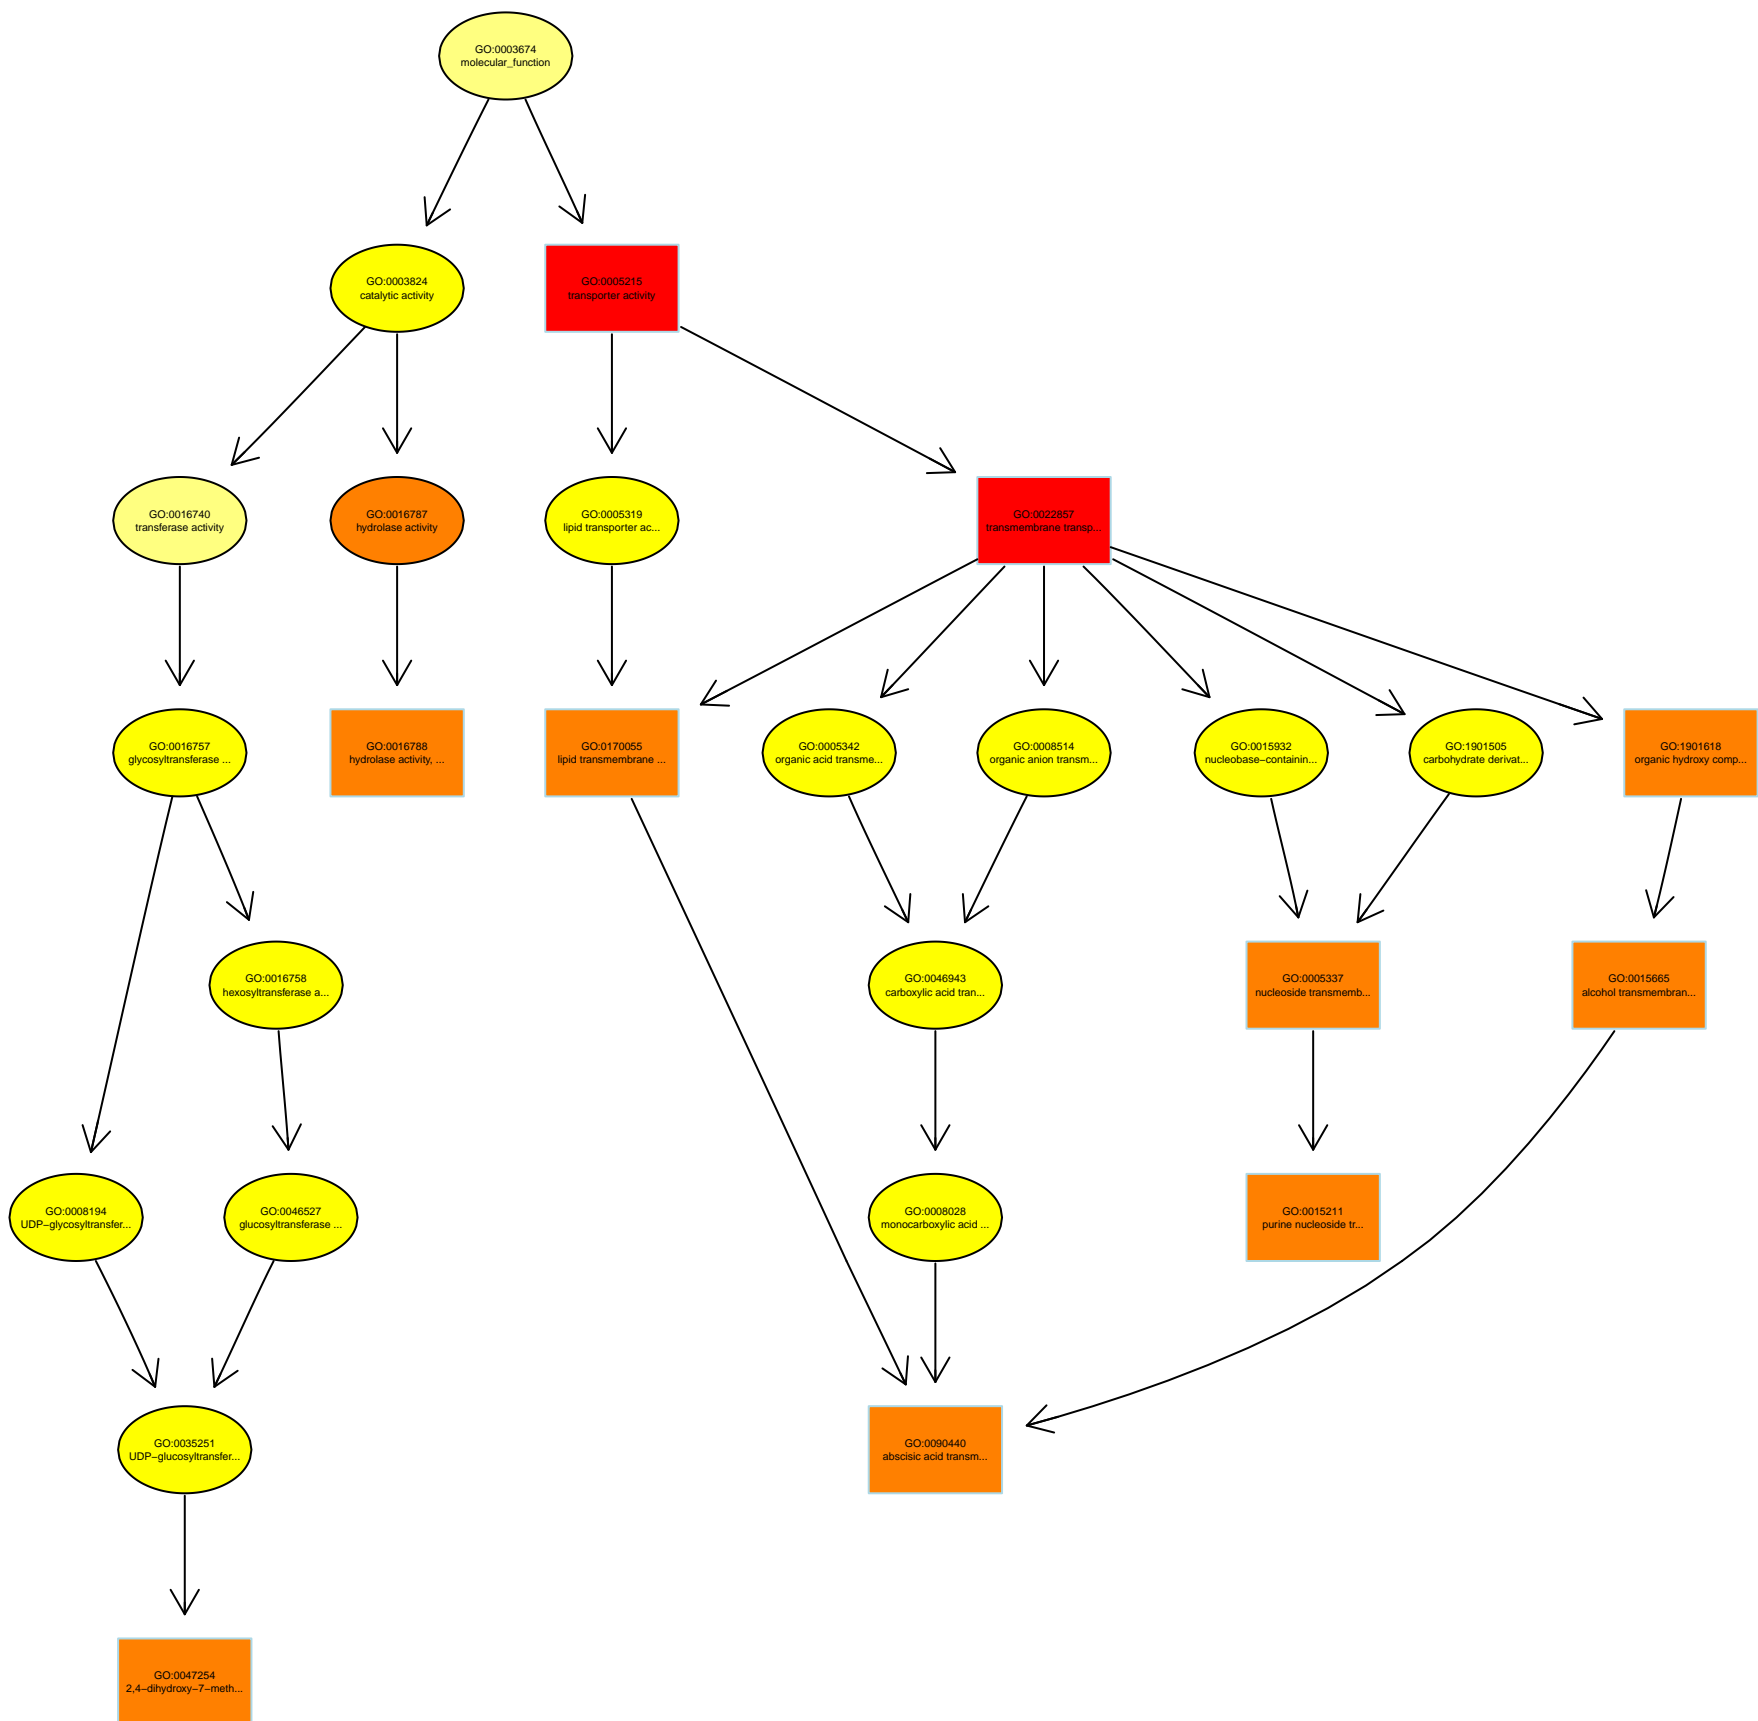 GO:0003674
molecular_function
GO:0003824
catalytic activity
GO:0005215
transporter activity
GO:0016740
transferase activity
GO:0016787
hydrolase activity
GO:0005319
lipid transporter ac...
GO:0022857
transmembrane transp...
GO:0016757
glycosyltransferase ...
GO:0016788
hydrolase activity, ...
GO:0170055
lipid transmembrane ...
GO:0005342
organic acid transme...
GO:0008514
organic anion transm...
GO:0015932
nucleobase−containin...
GO:1901505
carbohydrate derivat...
GO:1901618
organic hydroxy comp...
GO:0016758
hexosyltransferase a...
GO:0046943
carboxylic acid tran...
GO:0005337
nucleoside transmemb...
GO:0015665
alcohol transmembran...
GO:0008194
UDP−glycosyltransfer...
GO:0046527
glucosyltransferase ...
GO:0008028
monocarboxylic acid ...
GO:0015211
purine nucleoside tr...
GO:0035251
UDP−glucosyltransfer...
GO:0090440
abscisic acid transm...
GO:0047254
2,4−dihydroxy−7−meth...